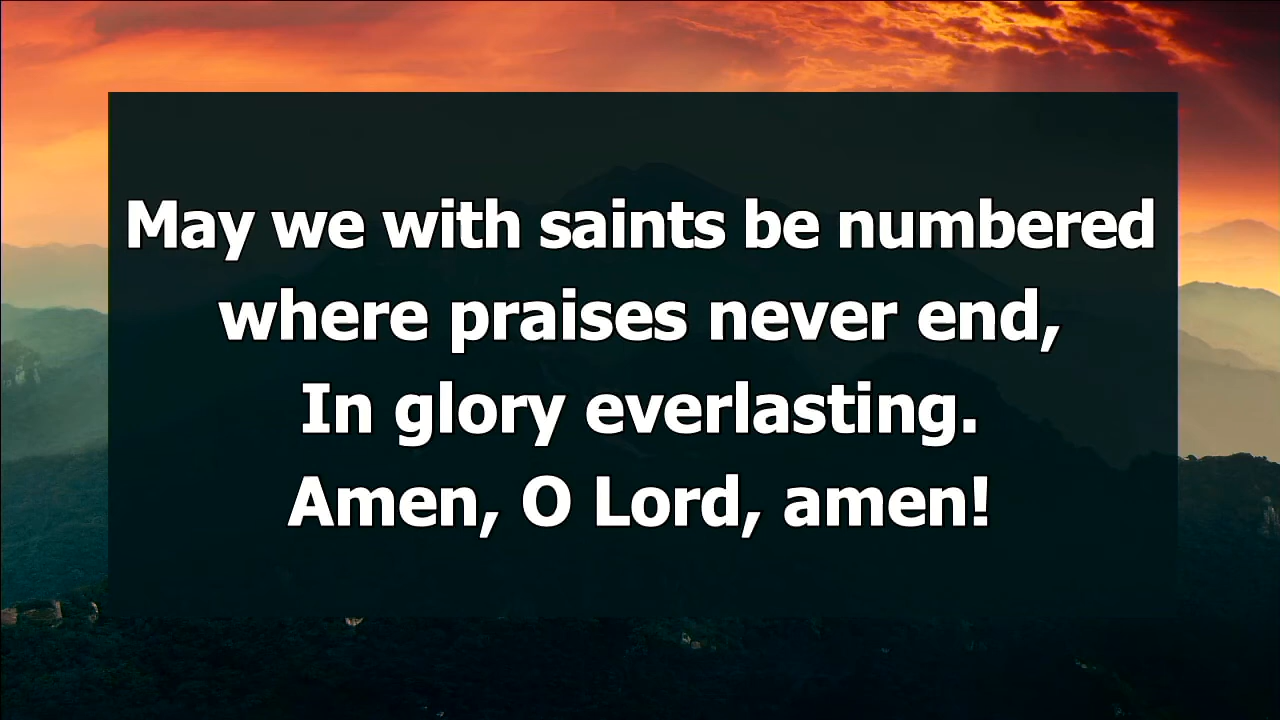 May we with saints be numbered
where praises never end,
In glory everlasting.
Amen, O Lord, amen!